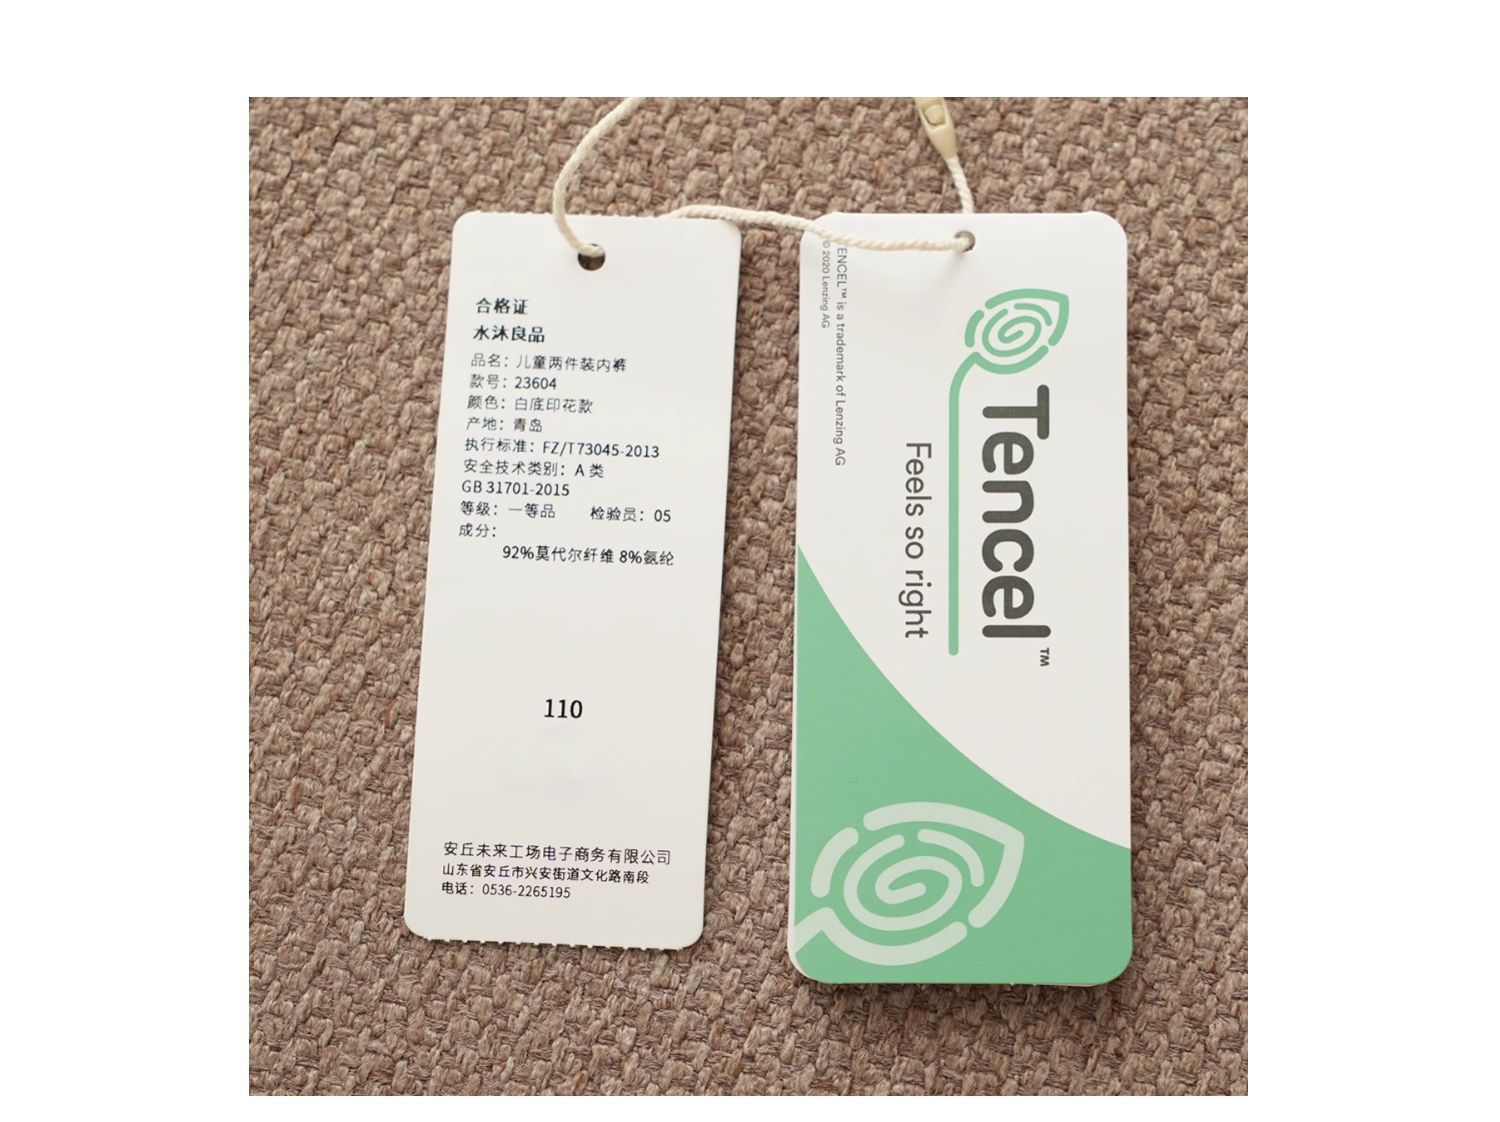 合格证
水沐良品
品名：儿童两件装内裤
款号：23604
颜色：白底印花款
产地：青岛
执行标准：FZ/T73045-2013
安全技术类别：A 类
GB 31701-2015
等级：一等品 检验员：05
成分：
92%莫代尔纤维 8%氨纶
110
安丘未来工场电子商务有限公司
山东省安丘市兴安街道文化路南段
电话：0536-2265195
Tencel™
Feels so right
ENCEL™ is a trademark of Lenzing AG
© 2020 Lenzing AG